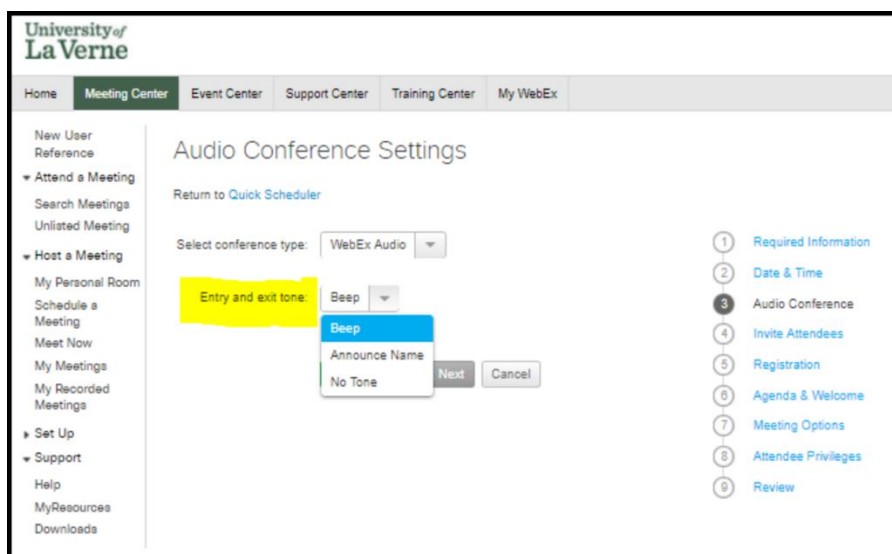 University of
La Verne
Home
Meeting Center
Event Center
Support Center
Training Center
My WebEx
New User
Reference
Attend a Meeting
Search Meetings
Unlisted Meeting
Host a Meeting
My Personal Room
Schedule a
Meeting
Meet Now
My Meetings
My Recorded
Meetings
Set Up
Support
Help
MyResources
Downloads
Audio Conference Settings
Return to Quick Scheduler
Select conference type: WebEx Audio
Entry and exit tone: Beep
Beep
Announce Name
No Tone
Next
Cancel
1 Required Information
2 Date & Time
3 Audio Conference
4 Invite Attendees
5 Registration
6 Agenda & Welcome
7 Meeting Options
8 Attendee Privileges
9 Review